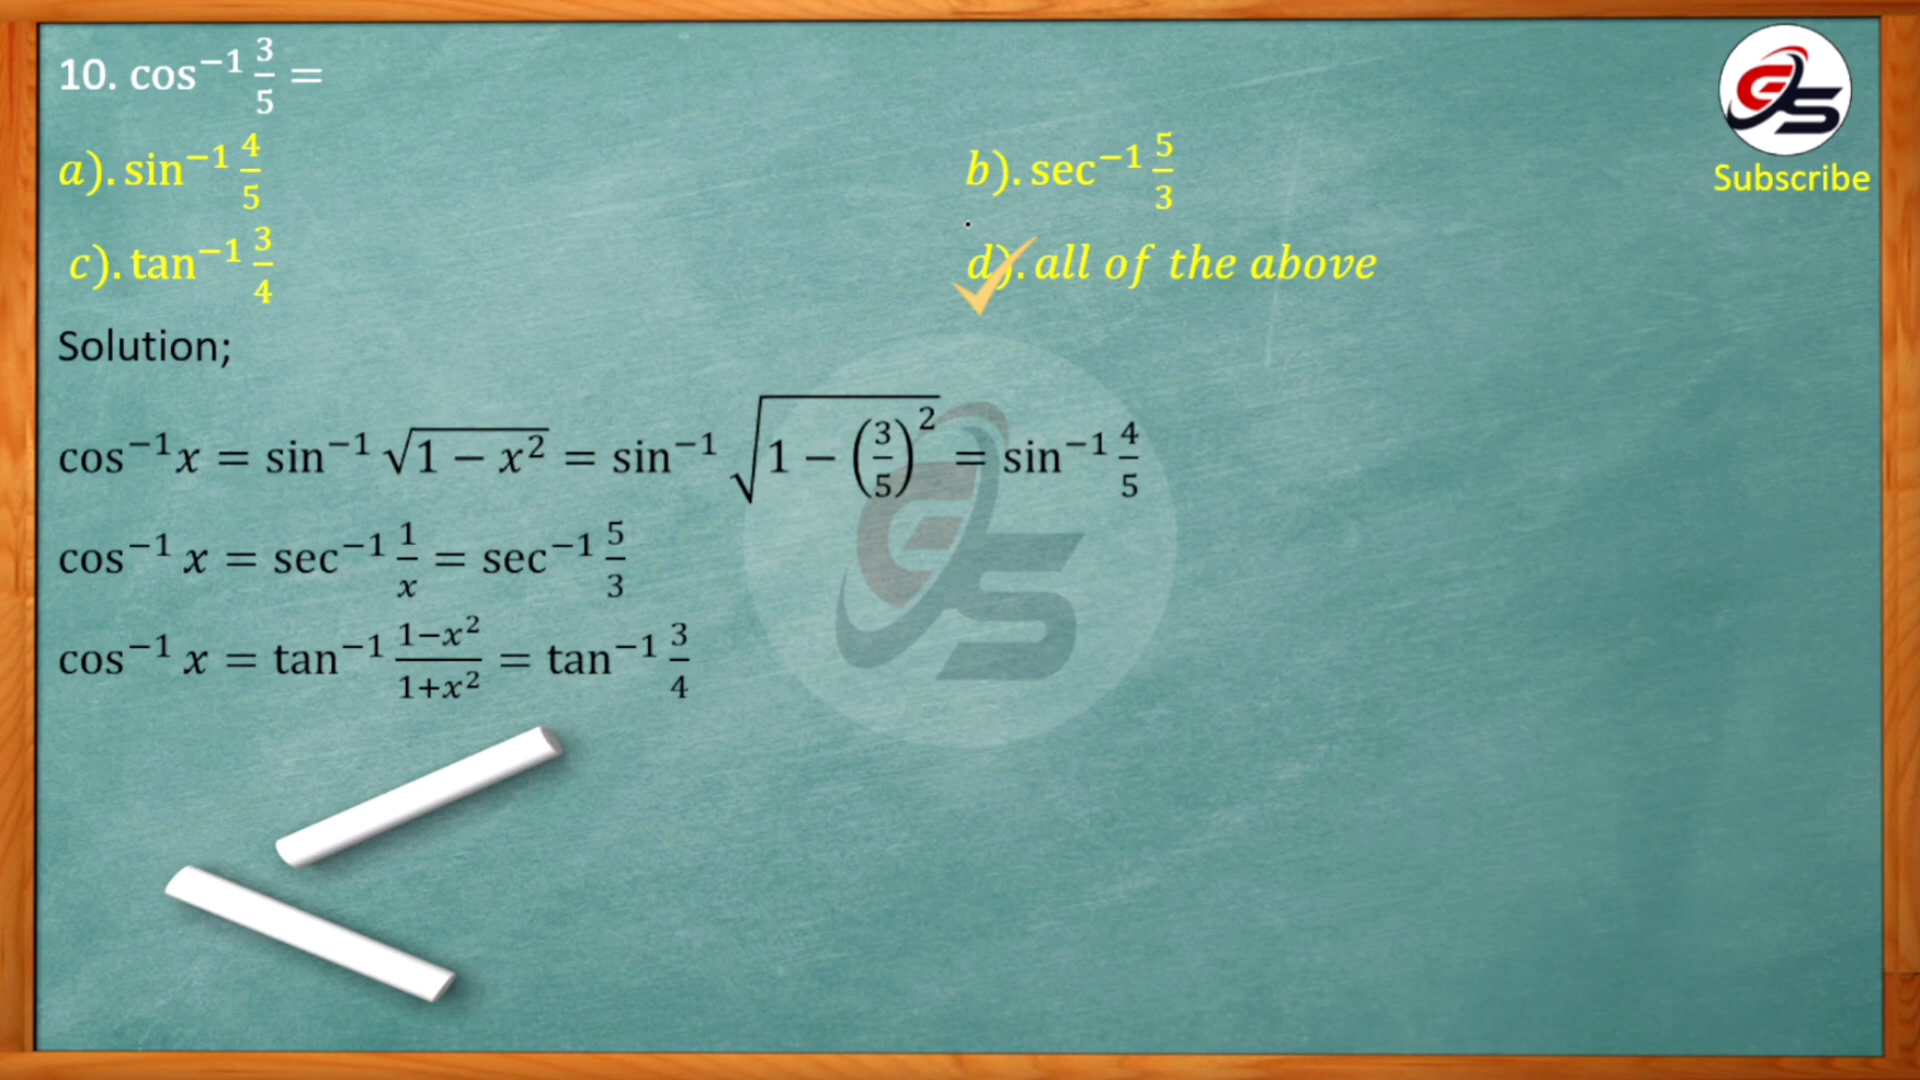 10. cos⁻¹ 3/5 =
a). sin⁻¹ 4/5
b). sec⁻¹ 5/3
c). tan⁻¹ 3/4
d). all of the above
Subscribe
Solution;
cos⁻¹x = sin⁻¹ √(1 − x²) = sin⁻¹ √(1 − (3/5)²) = sin⁻¹ 4/5
cos⁻¹ x = sec⁻¹ 1/x = sec⁻¹ 5/3
cos⁻¹ x = tan⁻¹ (1−x²)/(1+x²) = tan⁻¹ 3/4